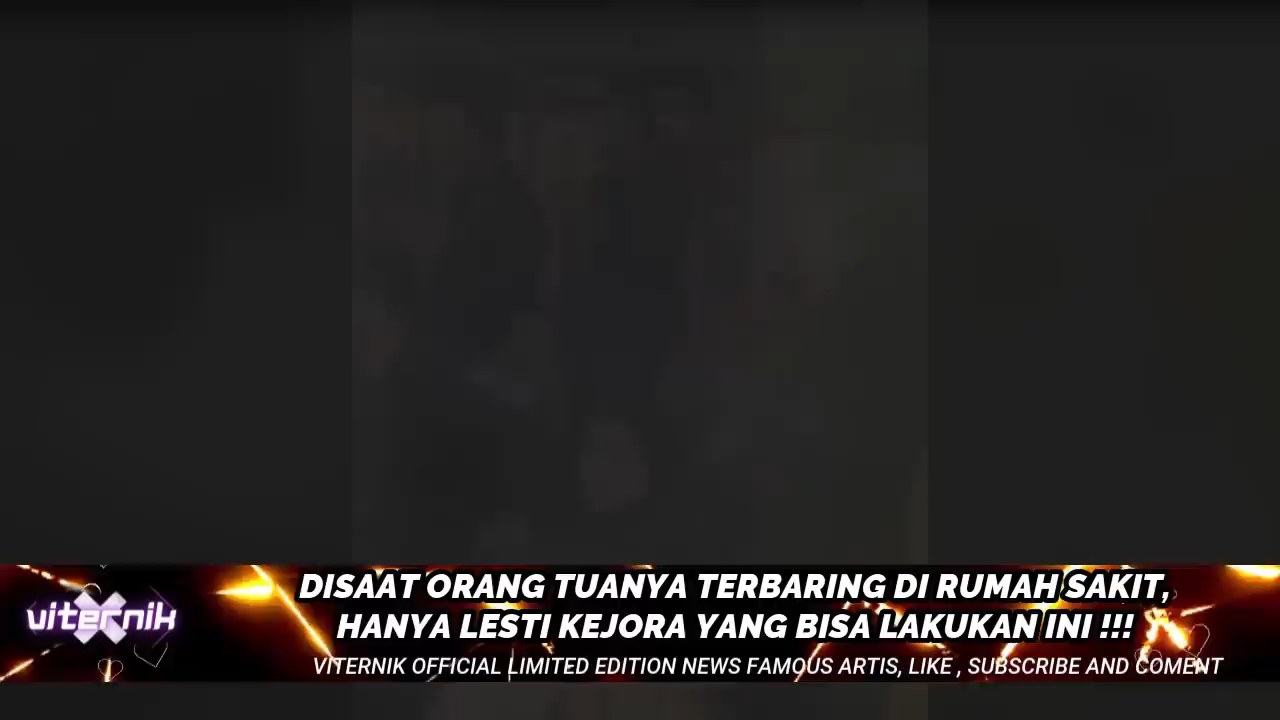 viternik
DISAAT ORANG TUANYA TERBARING DI RUMAH SAKIT,
HANYA LESTI KEJORA YANG BISA LAKUKAN INI !!!
VITERNIK OFFICIAL LIMITED EDITION NEWS FAMOUS ARTIS, LIKE , SUBSCRIBE AND COMENT